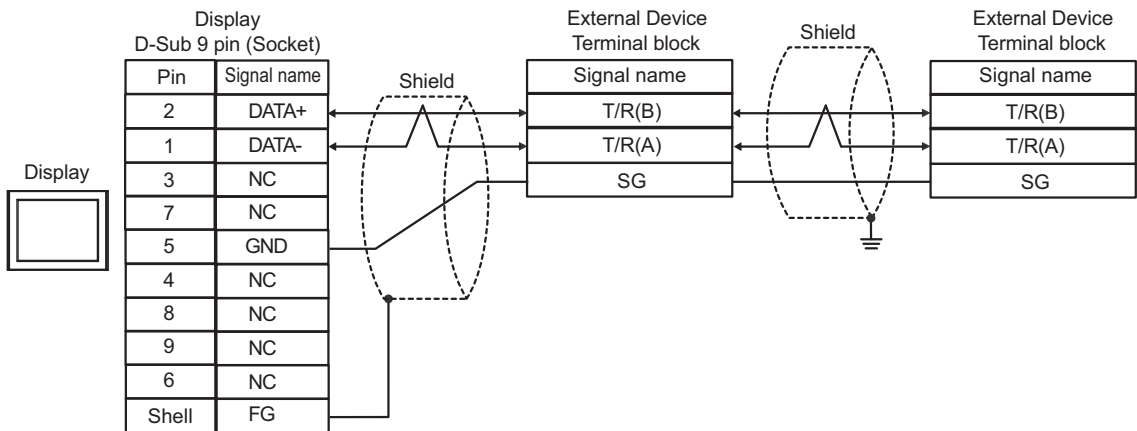 Display
D-Sub 9 pin (Socket)
Pin Signal name
2 DATA+
1 DATA-
3 NC
7 NC
5 GND
4 NC
8 NC
9 NC
6 NC
Shell FG
Display
Shield
External Device
Terminal block
Signal name
T/R(B)
T/R(A)
SG
Shield
External Device
Terminal block
Signal name
T/R(B)
T/R(A)
SG